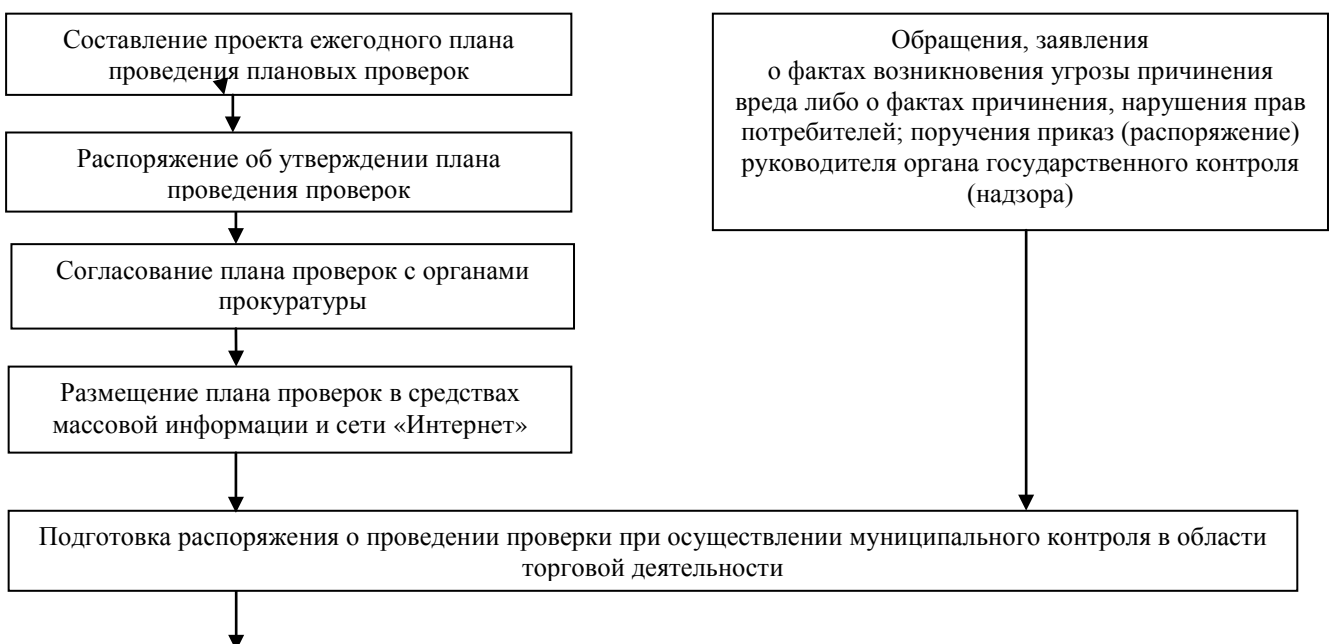 Составление проекта ежегодного плана
проведения плановых проверок
Распоряжение об утверждении плана
проведения проверок
Согласование плана проверок с органами
прокуратуры
Размещение плана проверок в средствах
массовой информации и сети «Интернет»
Обращения, заявления
о фактах возникновения угрозы причинения
вреда либо о фактах причинения, нарушения прав
потребителей; поручения приказ (распоряжение)
руководителя органа государственного контроля
(надзора)
Подготовка распоряжения о проведении проверки при осуществлении муниципального контроля в области
торговой деятельности